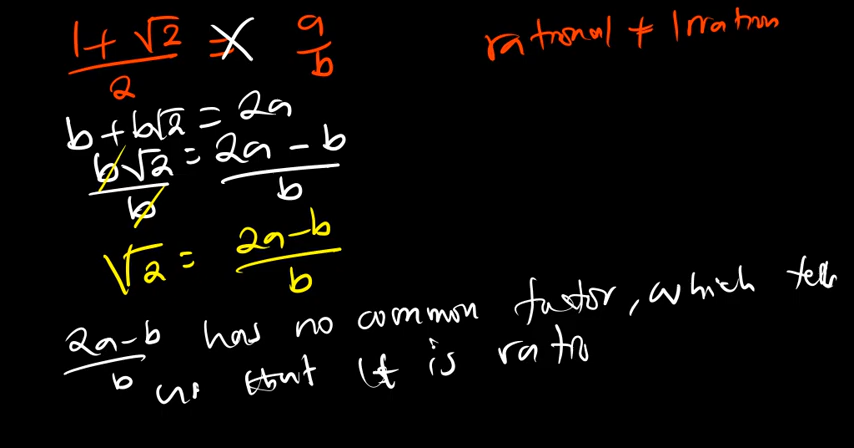 (1 + √2)/2 = a/b
rational ≠ Irration
b + b√2 = 2a
b√2/b = (2a - b)/b
√2 = (2a - b)/b
(2a - b)/b has no common factor, which tells
us that it is ratio